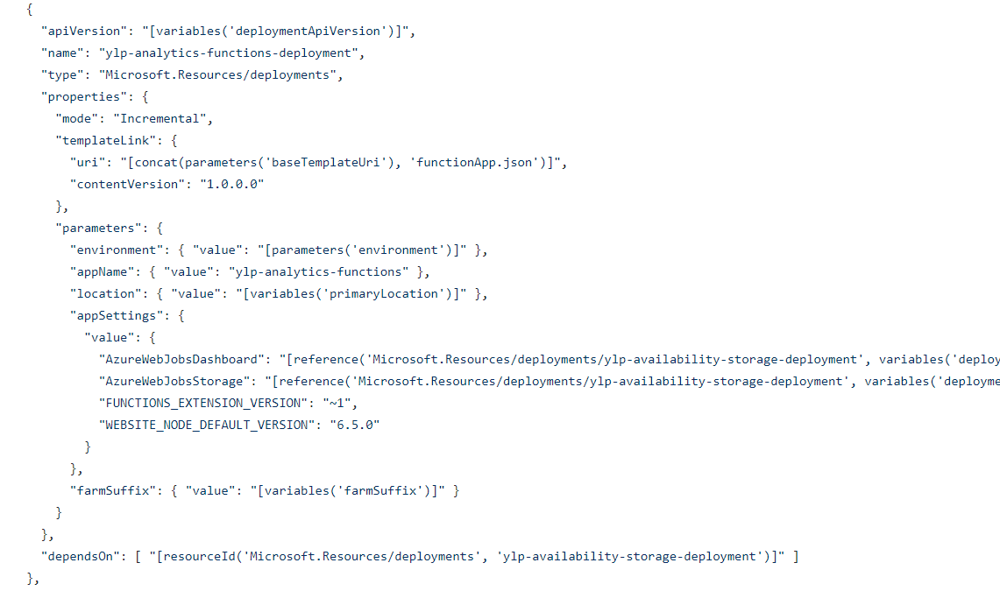 {
"apiVersion": "[variables('deploymentApiVersion')]",
"name": "ylp-analytics-functions-deployment",
"type": "Microsoft.Resources/deployments",
"properties": {
"mode": "Incremental",
"templateLink": {
"uri": "[concat(parameters('baseTemplateUri'), 'functionApp.json')]",
"contentVersion": "1.0.0.0"
},
"parameters": {
"environment": { "value": "[parameters('environment')]" },
"appName": { "value": "ylp-analytics-functions" },
"location": { "value": "[variables('primaryLocation')]" },
"appSettings": {
"value": {
"AzureWebJobsDashboard": "[reference('Microsoft.Resources/deployments/ylp-availability-storage-deployment', variables('deploy
"AzureWebJobsStorage": "[reference('Microsoft.Resources/deployments/ylp-availability-storage-deployment', variables('deployme
"FUNCTIONS_EXTENSION_VERSION": "~1",
"WEBSITE_NODE_DEFAULT_VERSION": "6.5.0"
}
},
"farmSuffix": { "value": "[variables('farmSuffix')]" }
}
},
"dependsOn": [ "[resourceId('Microsoft.Resources/deployments', 'ylp-availability-storage-deployment')]" ]
},